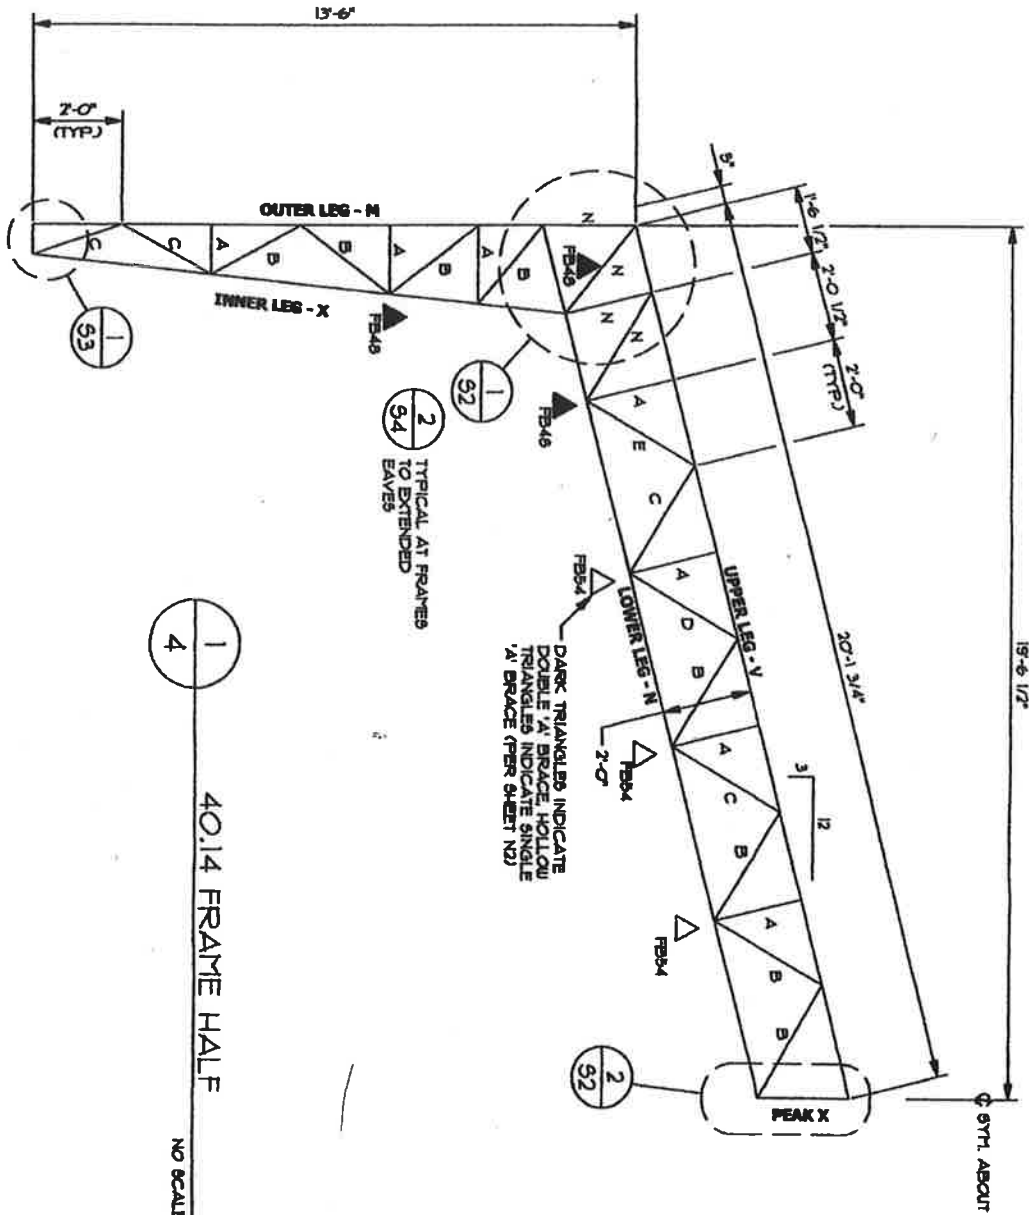 13'-6"
2'-0"
(TYP.)
5"
1'-6 1/2"
2'-0 1/2"
2'-0"
(TYP.)
OUTER LEG - M
N
C
C
A
B
B
A
B
A
B
FB48
N
N
N
INNER LEG - X
FB48
1
S3
1
S2
FB48
A
E
2
S4
TYPICAL AT FRAMES
TO EXTENDED
EAVES
C
FB54
A
UPPER LEG - V
LOWER LEG - N
D
B
20'-1 3/4"
19'-6 1/2"
DARK TRIANGLES INDICATE
DOUBLE 'A' BRACE, HOLLOW
TRIANGLES INDICATE SINGLE
'A' BRACE (PER SHEET N2)
2'-0"
FB54
A
C
3
12
B
A
FB54
B
B
1
4
40.14 FRAME HALF
NO SCALE
2
S2
PEAK X
SYM. ABOUT